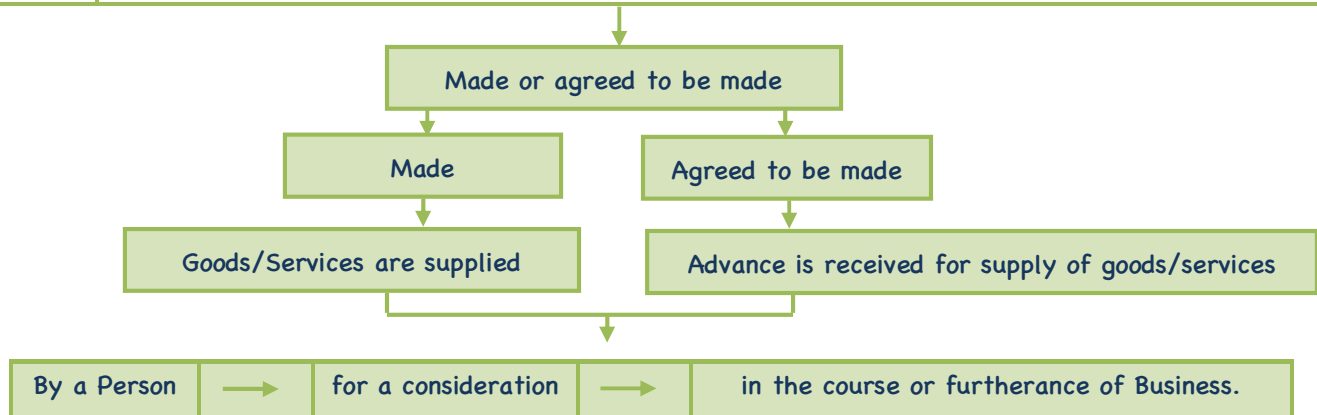 Made or agreed to be made
Made
Agreed to be made
Goods/Services are supplied
Advance is received for supply of goods/services
By a Person
for a consideration
in the course or furtherance of Business.